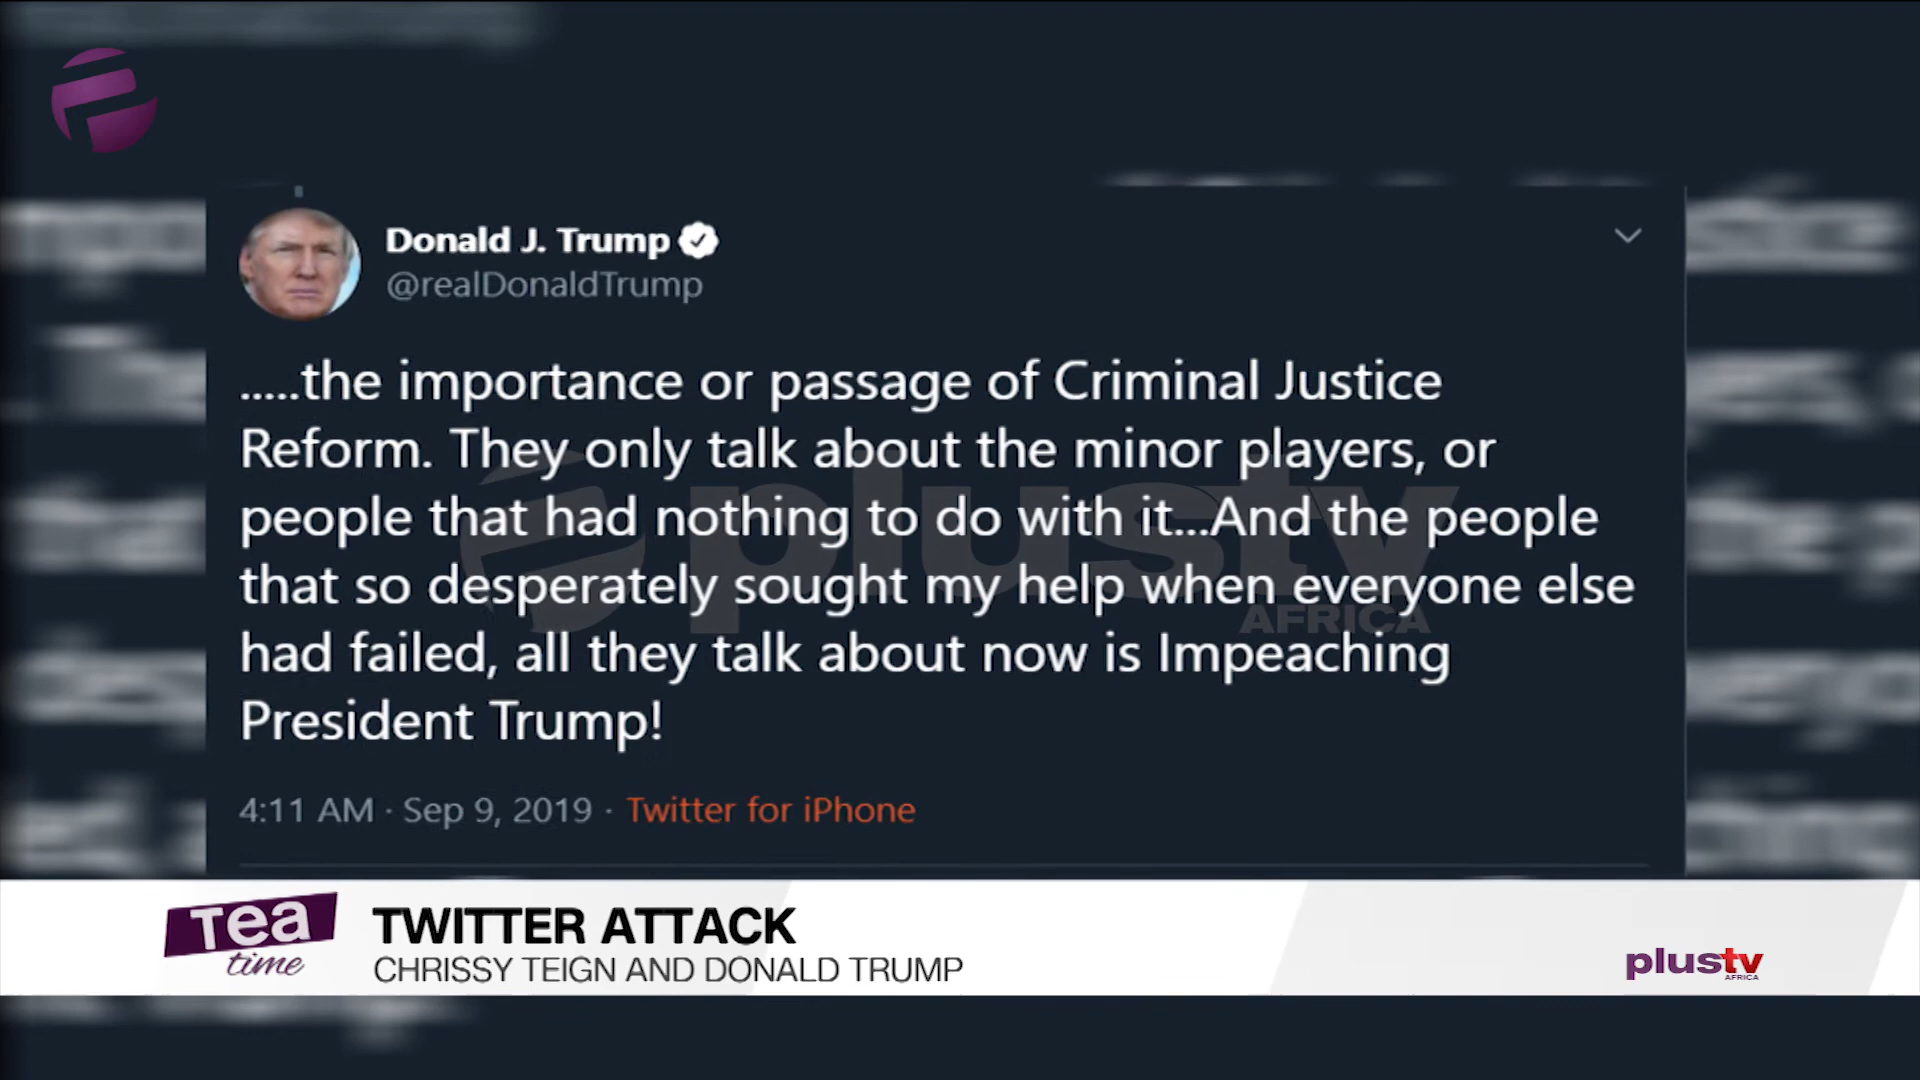 Donald J. Trump
@realDonaldTrump
.....the importance or passage of Criminal Justice
Reform. They only talk about the minor players, or
people that had nothing to do with it...And the people
that so desperately sought my help when everyone else
had failed, all they talk about now is Impeaching
President Trump!
plustv
AFRICA
4:11 AM · Sep 9, 2019 · Twitter for iPhone
Tea
time
TWITTER ATTACK
CHRISSY TEIGN AND DONALD TRUMP
plustv
AFRICA